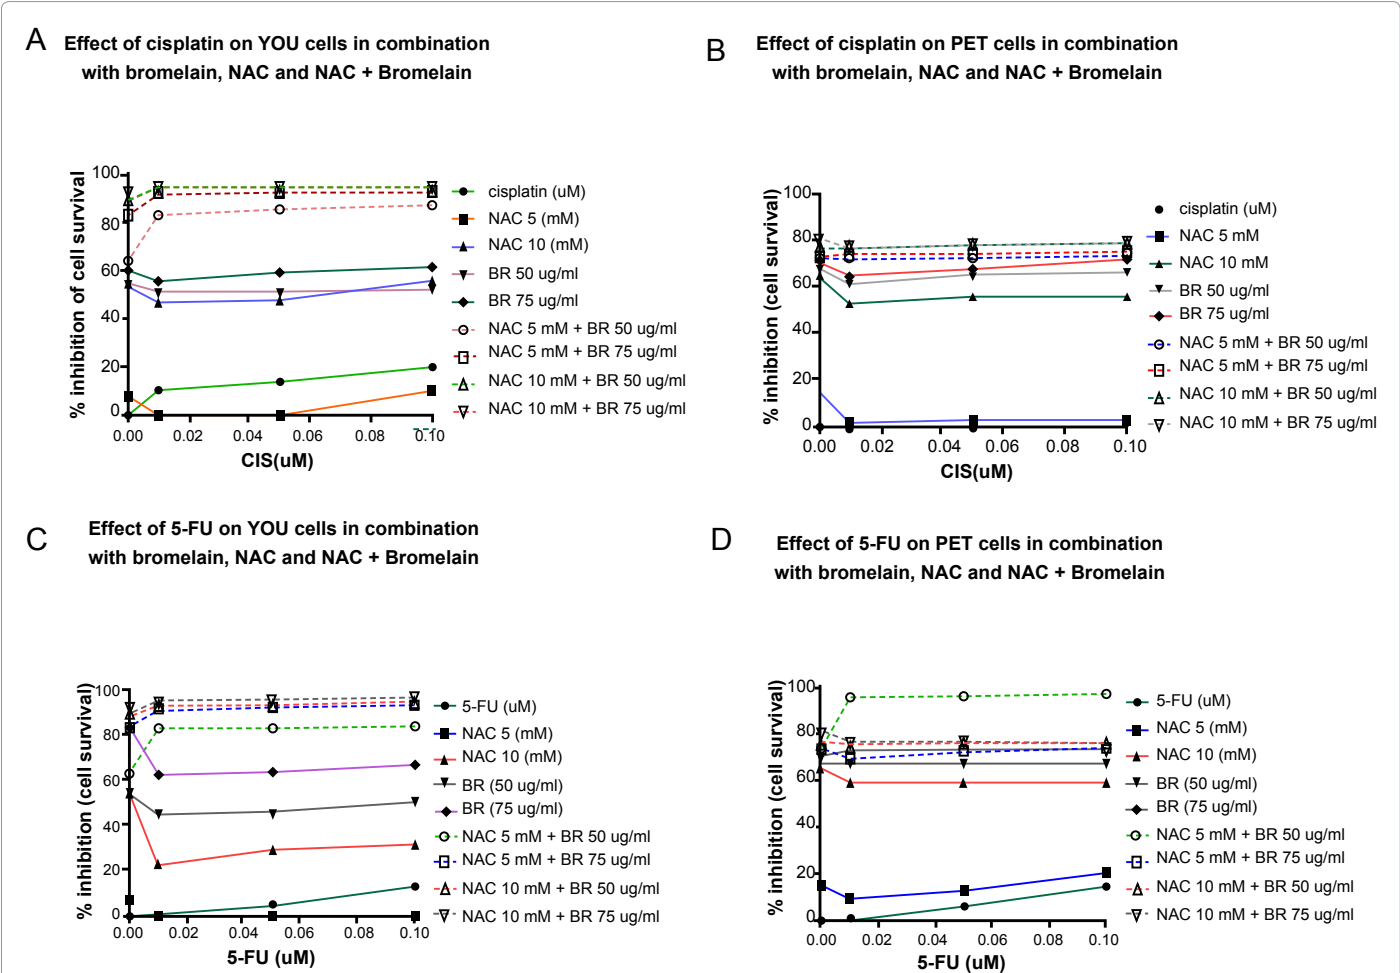 A
Effect of cisplatin on YOU cells in combination
with bromelain, NAC and NAC + Bromelain
% inhibition of cell survival
100
80
60
40
20
0
0.00 0.02 0.04 0.06 0.08 0.10
CIS(uM)
cisplatin (uM)
NAC 5 (mM)
NAC 10 (mM)
BR 50 ug/ml
BR 75 ug/ml
NAC 5 mM + BR 50 ug/ml
NAC 5 mM + BR 75 ug/ml
NAC 10 mM + BR 50 ug/ml
NAC 10 mM + BR 75 ug/ml
B
Effect of cisplatin on PET cells in combination
with bromelain, NAC and NAC + Bromelain
% inhibition (cell survival)
100
80
60
40
20
0
0.00 0.02 0.04 0.06 0.08 0.10
CIS(uM)
cisplatin (uM)
NAC 5 mM
NAC 10 mM
BR 50 ug/ml
BR 75 ug/ml
NAC 5 mM + BR 50 ug/ml
NAC 5 mM + BR 75 ug/ml
NAC 10 mM + BR 50 ug/ml
NAC 10 mM + BR 75 ug/ml
C
Effect of 5-FU on YOU cells in combination
with bromelain, NAC and NAC + Bromelain
% inhibition (cell survival)
100
80
60
40
20
0
0.00 0.02 0.04 0.06 0.08 0.10
5-FU (uM)
5-FU (uM)
NAC 5 (mM)
NAC 10 (mM)
BR (50 ug/ml)
BR (75 ug/ml)
NAC 5 mM + BR 50 ug/ml
NAC 5 mM + BR 75 ug/ml
NAC 10 mM + BR 50 ug/ml
NAC 10 mM + BR 75 ug/ml
D
Effect of 5-FU on PET cells in combination
with bromelain, NAC and NAC + Bromelain
% inhibition (cell survival)
100
80
60
40
20
0
0.00 0.02 0.04 0.06 0.08 0.10
5-FU (uM)
5-FU (uM)
NAC 5 (mM)
NAC 10 (mM)
BR (50 ug/ml)
BR (75 ug/ml)
NAC 5 mM + BR 50 ug/ml
NAC 5 mM + BR 75 ug/ml
NAC 10 mM + BR 50 ug/ml
NAC 10 mM + BR 75 ug/ml